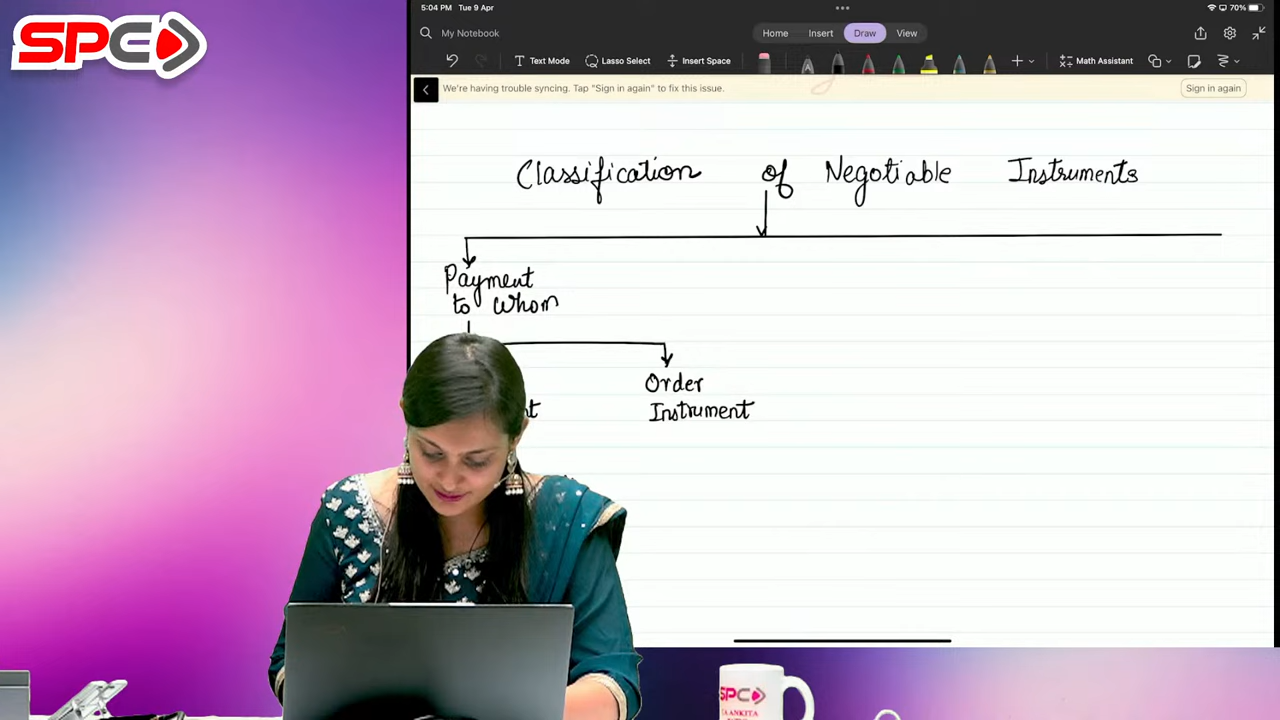 SPC
5:04 PM Tue 9 Apr
70%
My Notebook
Home Insert Draw View
Text Mode Lasso Select Insert Space Math Assistant
We're having trouble syncing. Tap "Sign in again" to fix this issue. Sign in again
Classification of Negotiable Instruments
Payment
to whom
Order
Instrument
SPC